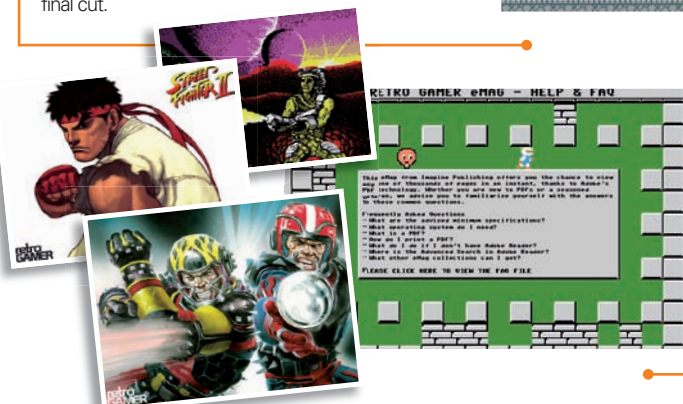 final cut.
STREET
FIGHTER II
RETRO GAMER eMAG - HELP & FAQ
This eMag from Imagine Publishing offers you the chance to view
any one of thousands of pages in an instant, thanks to Adobe's
PDF technology. Whether you are new to PDFs or a seasoned
we advise you to familiarise yourself with the answers
to these common questions.
Frequently Asked Questions
- What are the advised minimum specifications?
- What operating system do I need?
- What is a PDF?
- How do I print a PDF?
- What do I do if I don't have Adobe Reader?
- Where is the Advanced Search in Adobe Reader?
- What other eMag collections can I get?
PLEASE CLICK HERE TO VIEW THE FAQ FILE
retro
GAMER
retro
GAMER